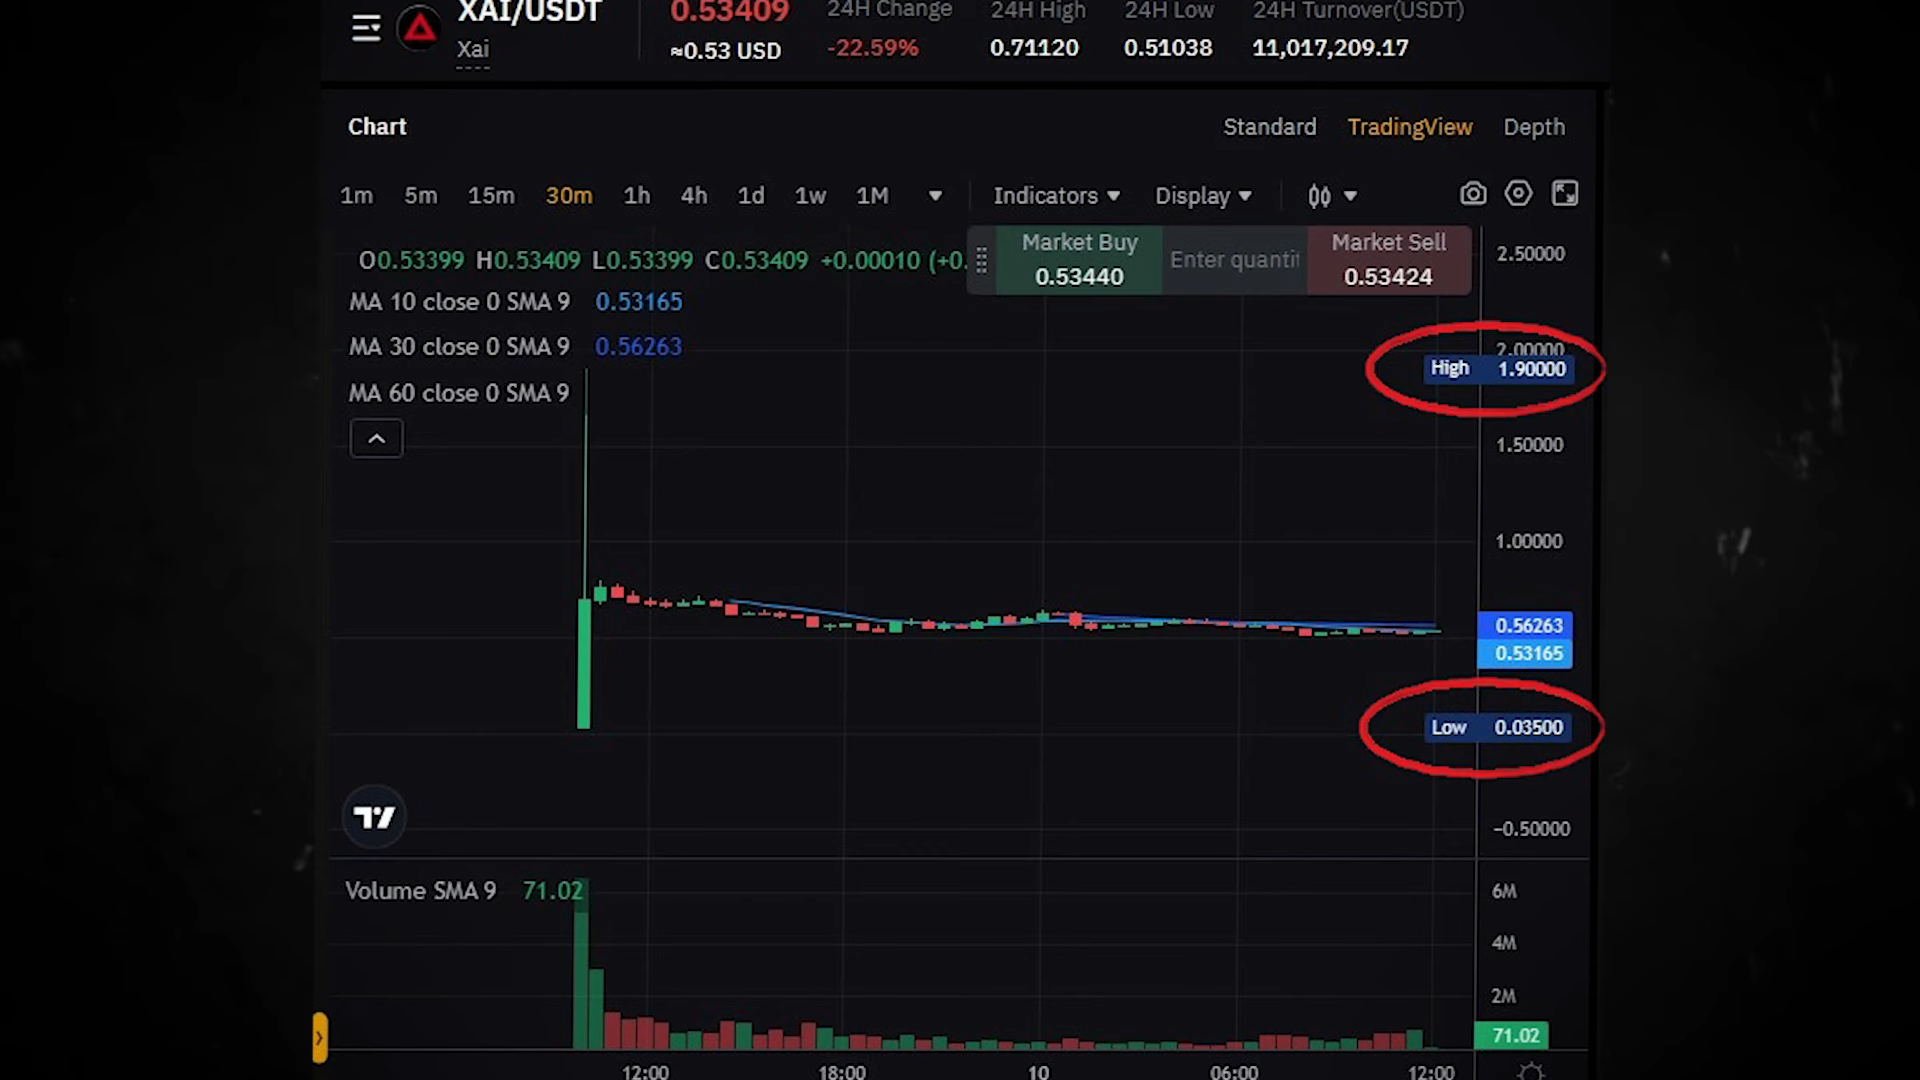 XAI/USDT 0.53409 24H Change 24H High 24H Low 24H Turnover(USDT)
Xai ≈0.53 USD -22.59% 0.71120 0.51038 11,017,209.17
Chart Standard TradingView Depth
1m 5m 15m 30m 1h 4h 1d 1w 1M Indicators Display
O0.53399 H0.53409 L0.53399 C0.53409 +0.00010 (+0.
Market Buy Market Sell
0.53440 Enter quantit 0.53424
2.50000
MA 10 close 0 SMA 9 0.53165
MA 30 close 0 SMA 9 0.56263
2.00000
High 1.90000
MA 60 close 0 SMA 9
1.50000
1.00000
0.56263
0.53165
Low 0.03500
-0.50000
Volume SMA 9 71.02
6M
4M
2M
71.02
12:00 18:00 10 06:00 12:00